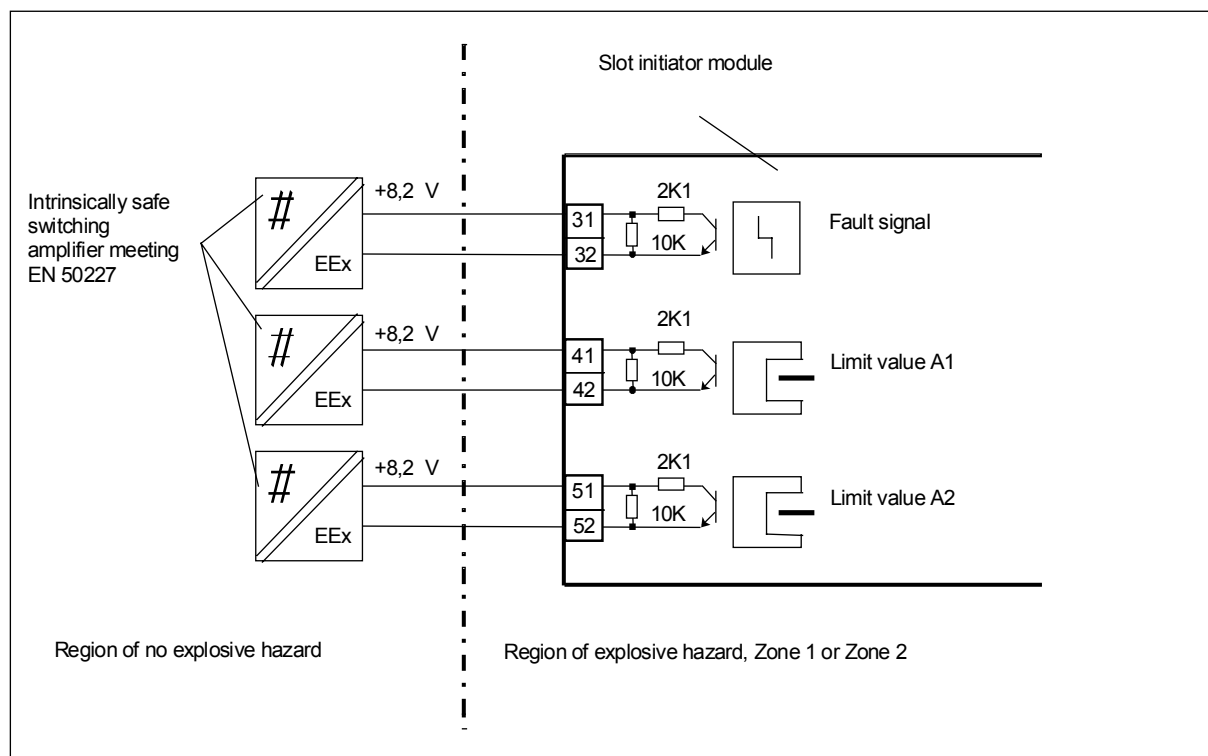 Slot initiator module
Intrinsically safe
switching
amplifier meeting
EN 50227
#
EEx
+8,2 V
31
32
2K1
10K
Fault signal
#
EEx
+8,2 V
41
42
2K1
10K
Limit value A1
#
EEx
+8,2 V
51
52
2K1
10K
Limit value A2
Region of no explosive hazard
Region of explosive hazard, Zone 1 or Zone 2